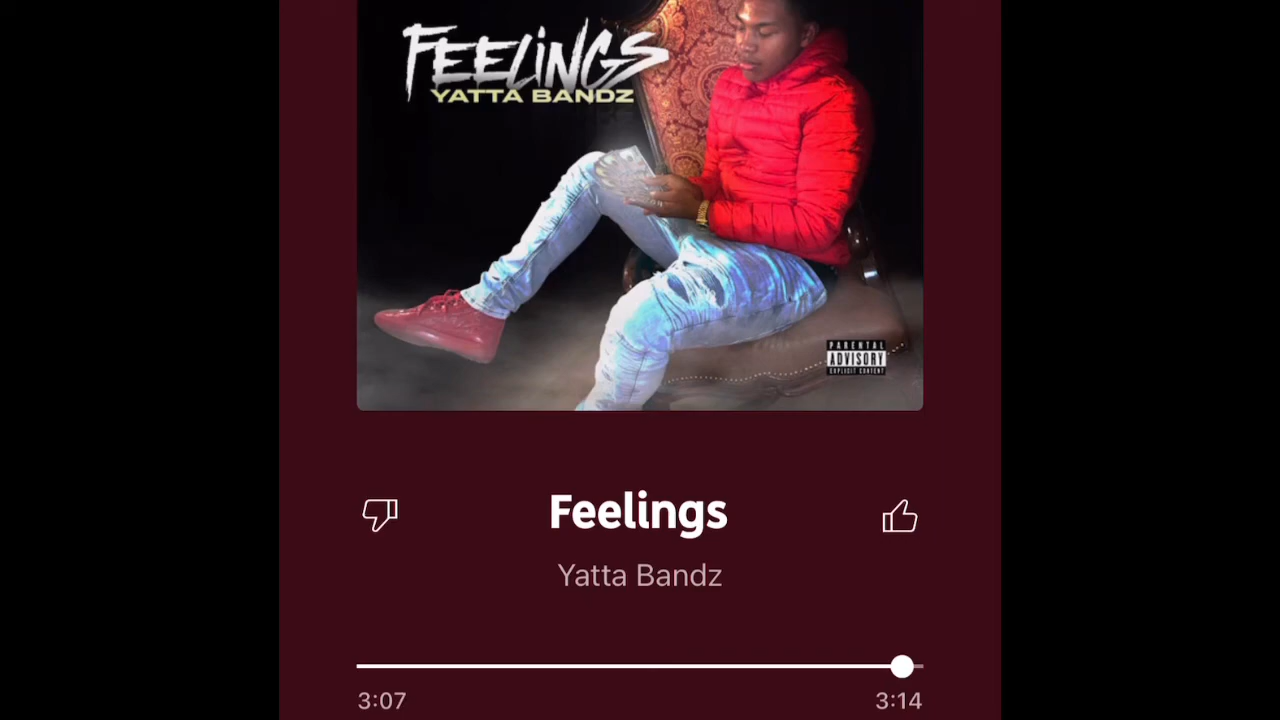 FEELiNGS
YATTA BANDZ
PARENTAL
ADVISORY
EXPLICIT CONTENT
Feelings
Yatta Bandz
3:07 3:14